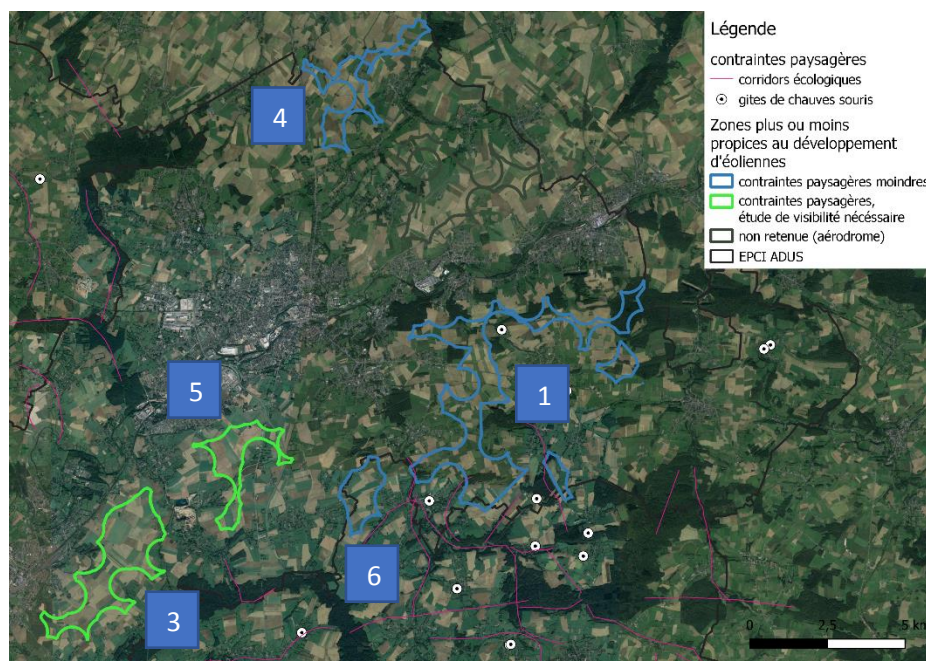 Légende
contraintes paysagères
corridors écologiques
gites de chauves souris
Zones plus ou moins
propices au développement
d'éoliennes
contraintes paysagères moindres
contraintes paysagères,
étude de visibilité nécéssaire
non retenue (aérodrome)
EPCI ADUS
4
5
1
6
3
0 2,5 5 km